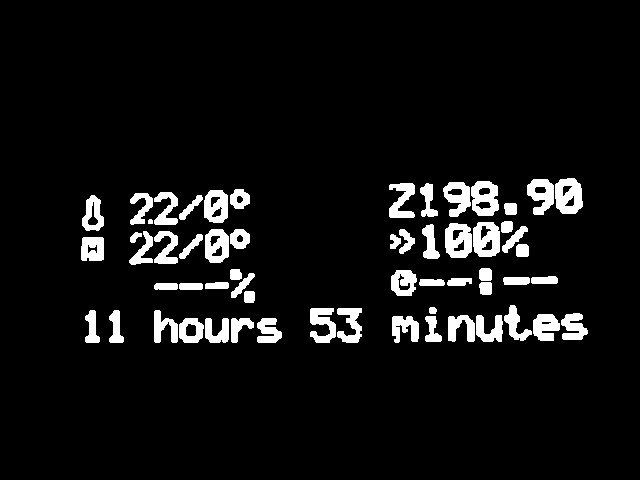 22/0° Z198.90
22/0° »100%
---% --:--
11 hours 53 minutes